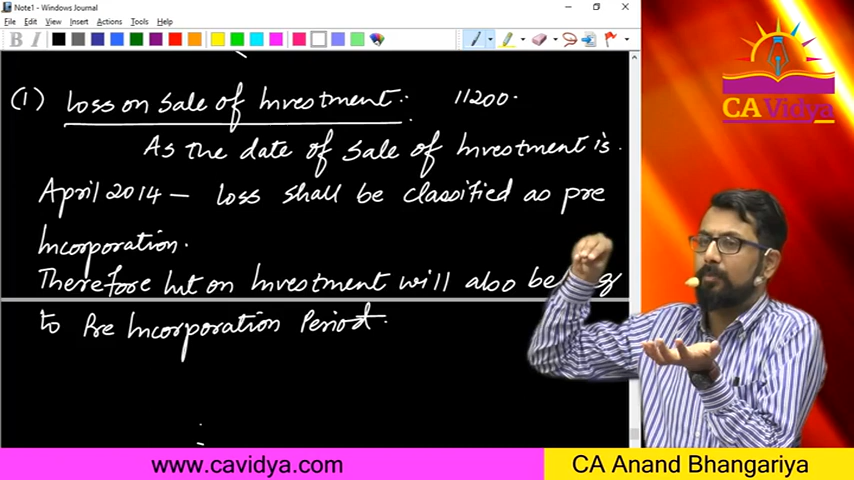 Note1 - Windows Journal
File Edit View Insert Actions Tools Help
B I
CA Vidya
(1) Loss on Sale of Investment: 11200.
As the date of Sale of Investment is.
April 2014 – Loss shall be classified as pre
Incorporation.
Therefore Int on Investment will also be
to Pre Incorporation Period.
www.cavidya.com
CA Anand Bhangariya